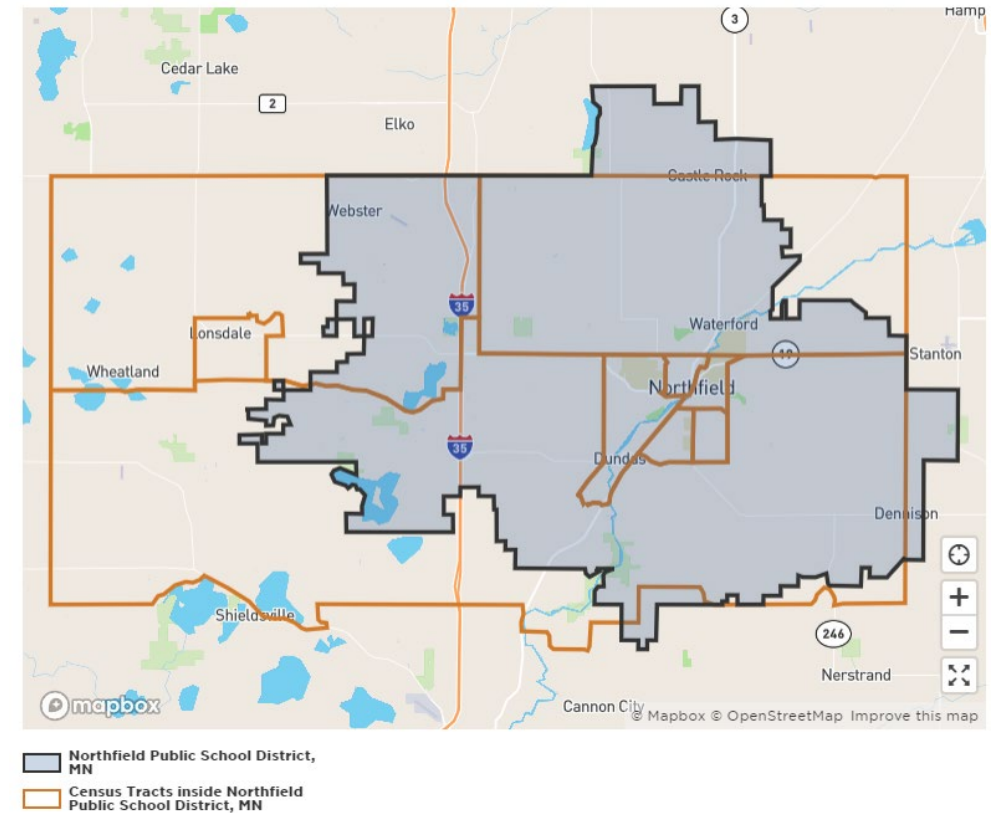 3
Hamp
Cedar Lake
2
Elko
Castle Rock
Webster
35
Waterford
Lonsdale
19
Stanton
Wheatland
Northfield
35
Dundas
Dennison
Shieldsville
246
Nerstrand
mapbox
Cannon City
© Mapbox © OpenStreetMap Improve this map
Northfield Public School District,
MN
Census Tracts inside Northfield
Public School District, MN